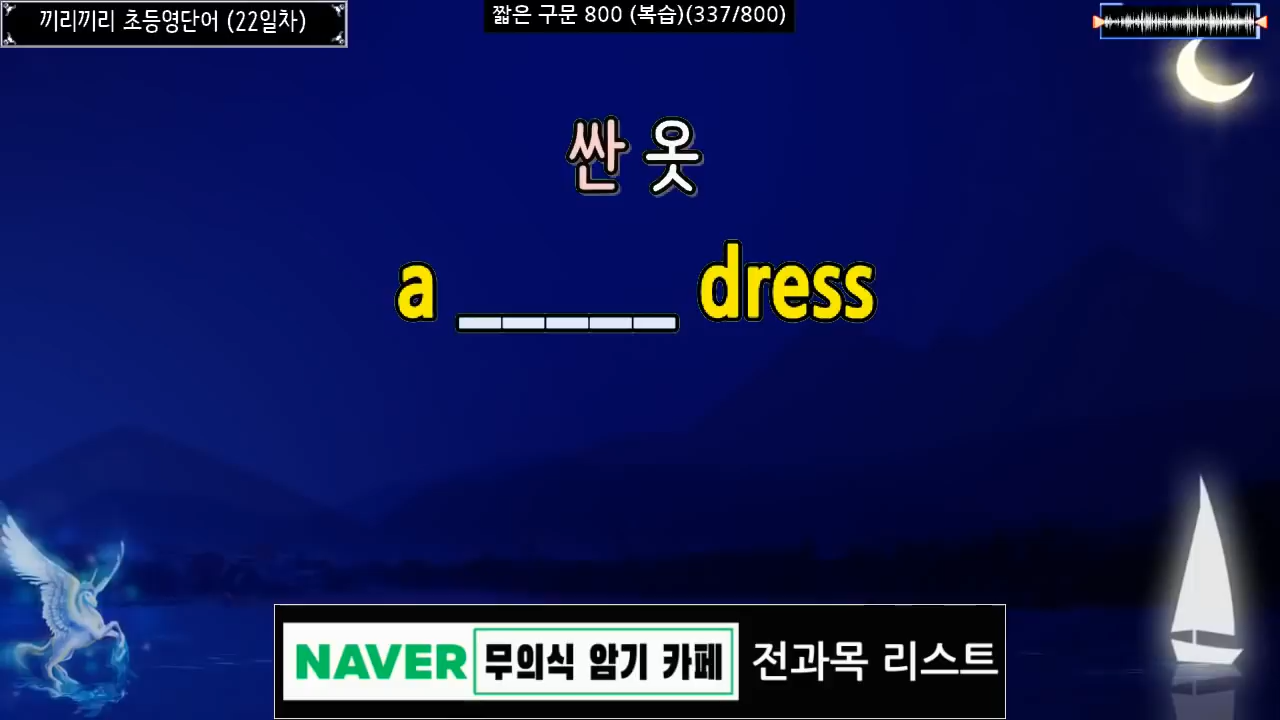 끼리끼리 초등영단어 (22일차)
짧은 구문 800 (복습)(337/800)
싼 옷
a _____ dress
NAVER 무의식 암기 카페 전과목 리스트